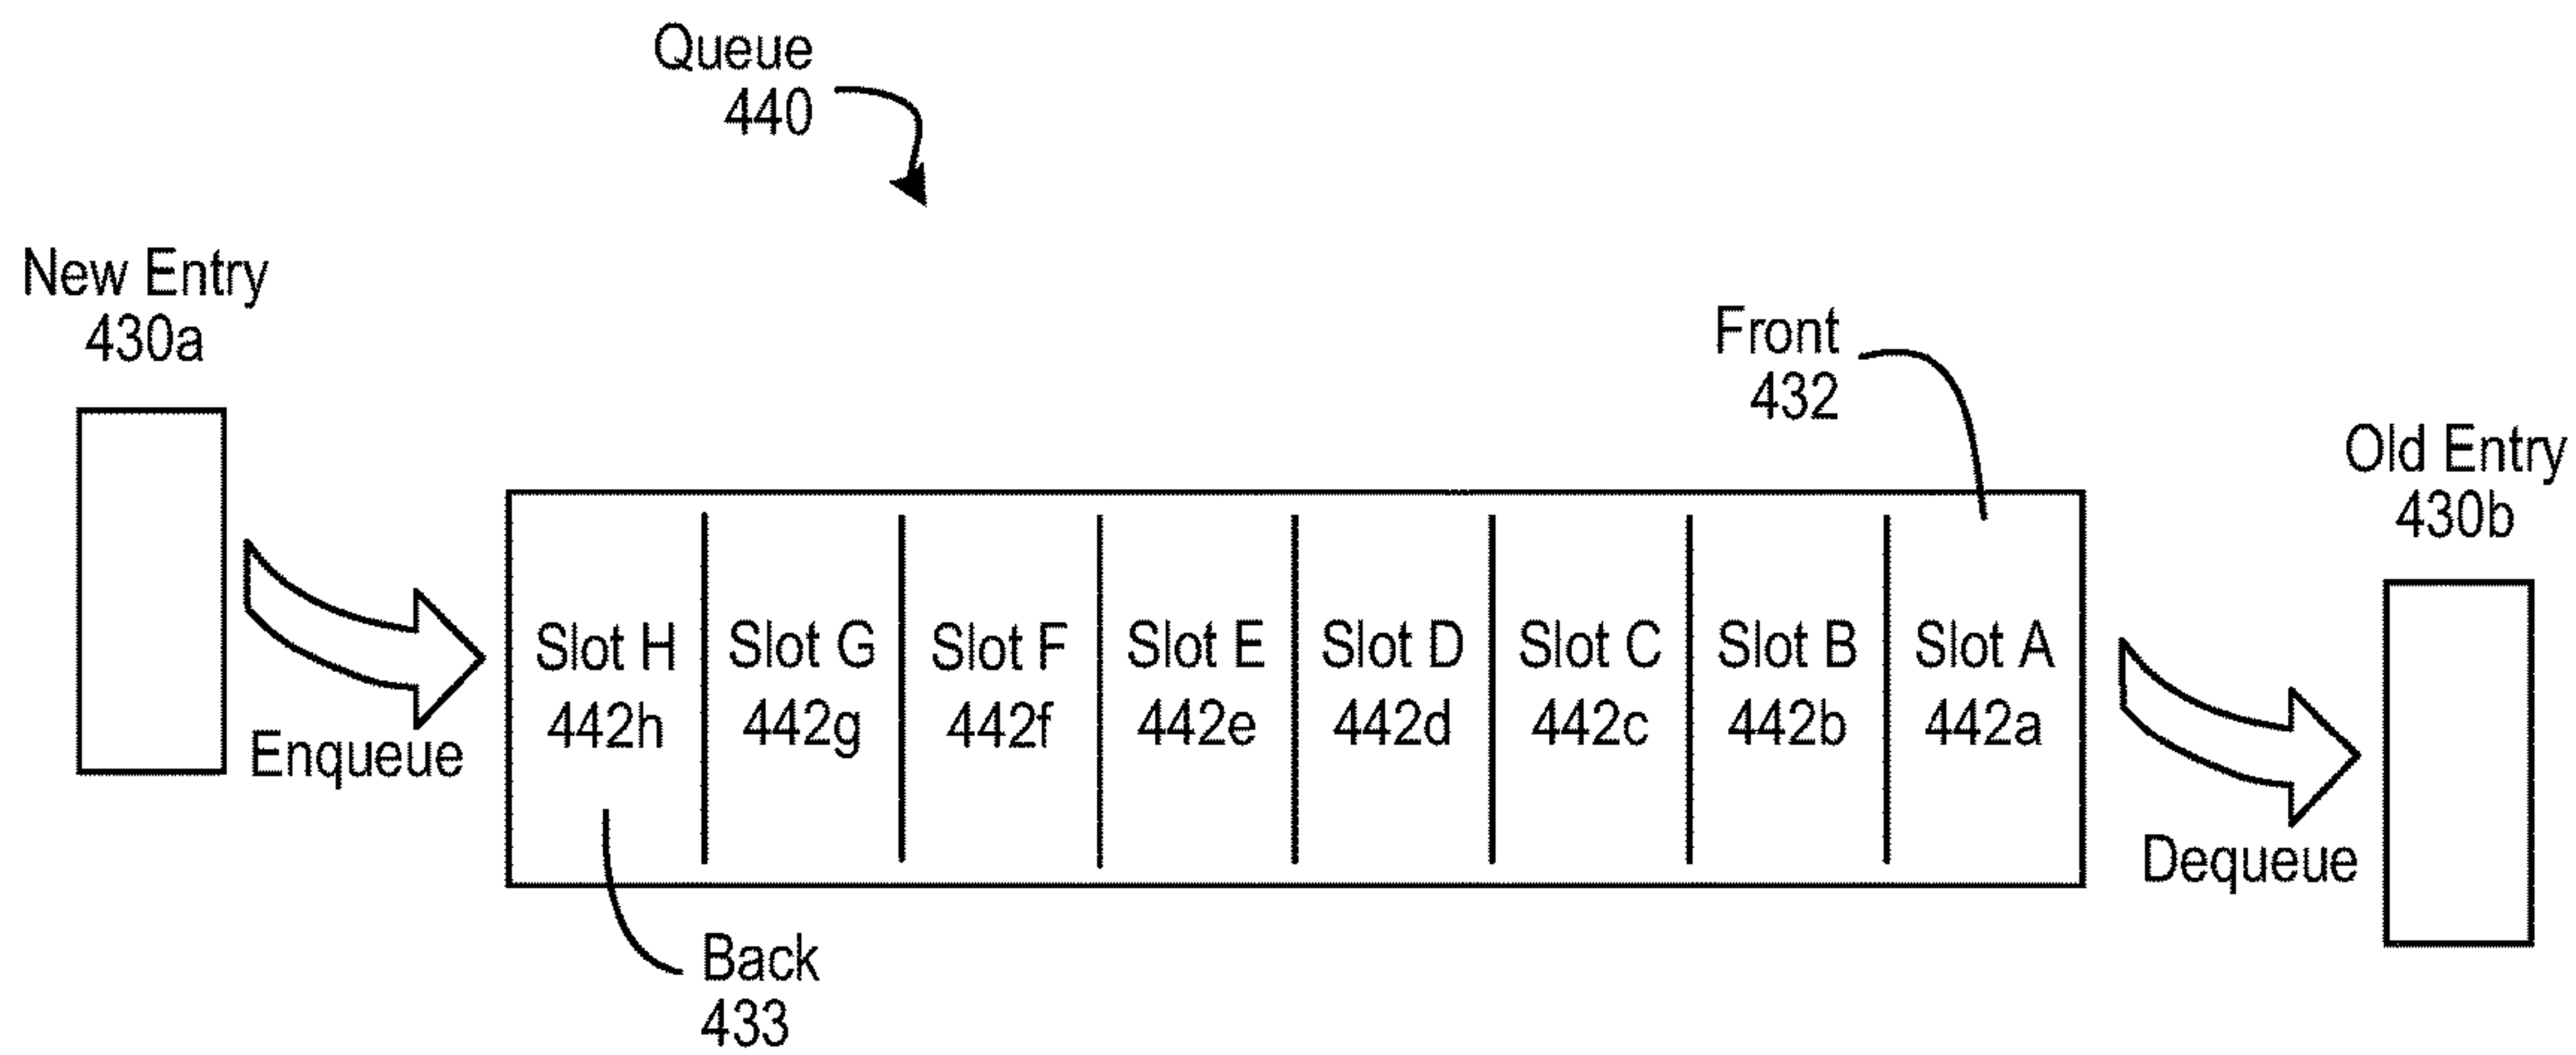 Queue
440
New Entry
430a
Front
432
Old Entry
430b
Slot H
442h
Slot G
442g
Slot F
442f
Slot E
442e
Slot D
442d
Slot C
442c
Slot B
442b
Slot A
442a
Enqueue
Dequeue
Back
433